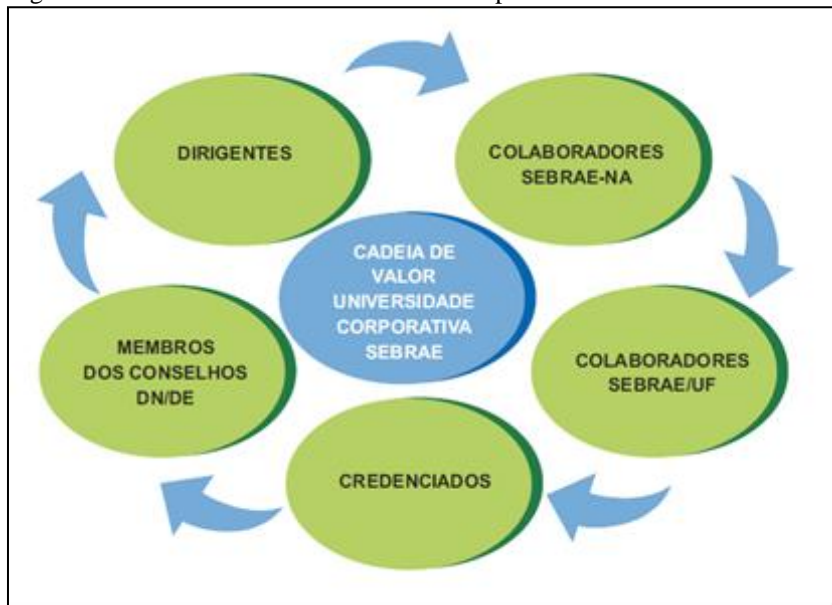 DIRIGENTES
COLABORADORES
SEBRAE-NA
CADEIA DE
VALOR
UNIVERSIDADE
CORPORATIVA
SEBRAE
MEMBROS
DOS CONSELHOS
DN/DE
COLABORADORES
SEBRAE/UF
CREDENCIADOS